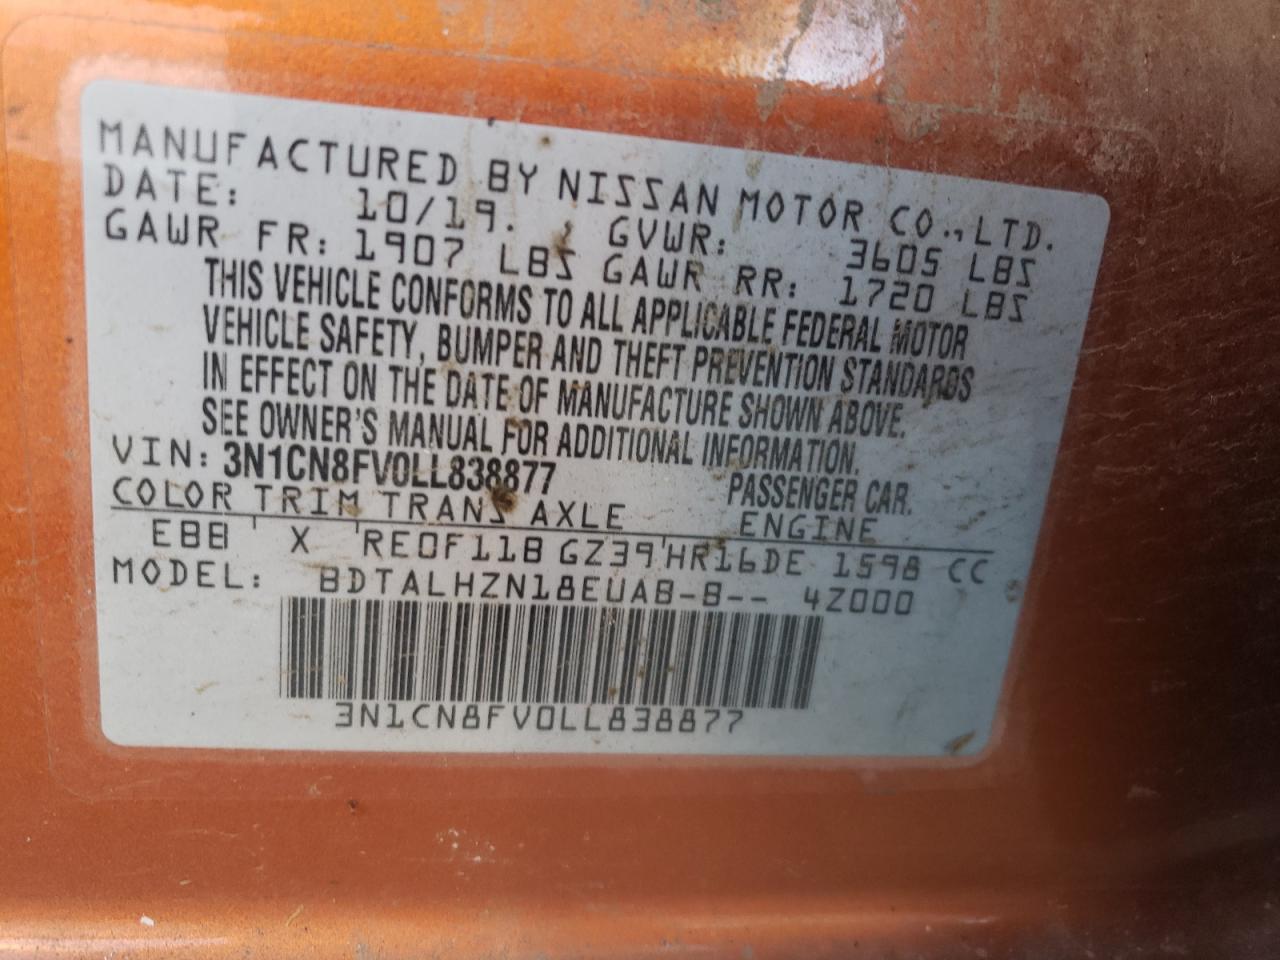 MANUFACTURED BY NISSAN MOTOR CO.,LTD.
DATE: 10/19. GVWR: 3605 LBS
GAWR FR: 1907 LBS GAWR RR: 1720 LBS
THIS VEHICLE CONFORMS TO ALL APPLICABLE FEDERAL MOTOR
VEHICLE SAFETY, BUMPER AND THEFT PREVENTION STANDARDS
IN EFFECT ON THE DATE OF MANUFACTURE SHOWN ABOVE.
SEE OWNER'S MANUAL FOR ADDITIONAL INFORMATION.
VIN: 3N1CN8FV0LL838877 PASSENGER CAR.
COLOR TRIM TRANS AXLE ENGINE
EBB X RE0F11B GZ39 HR16DE 1598 CC
MODEL: BDTALHZN18EUAB-B-- 4Z000
3N1CN8FV0LL838877